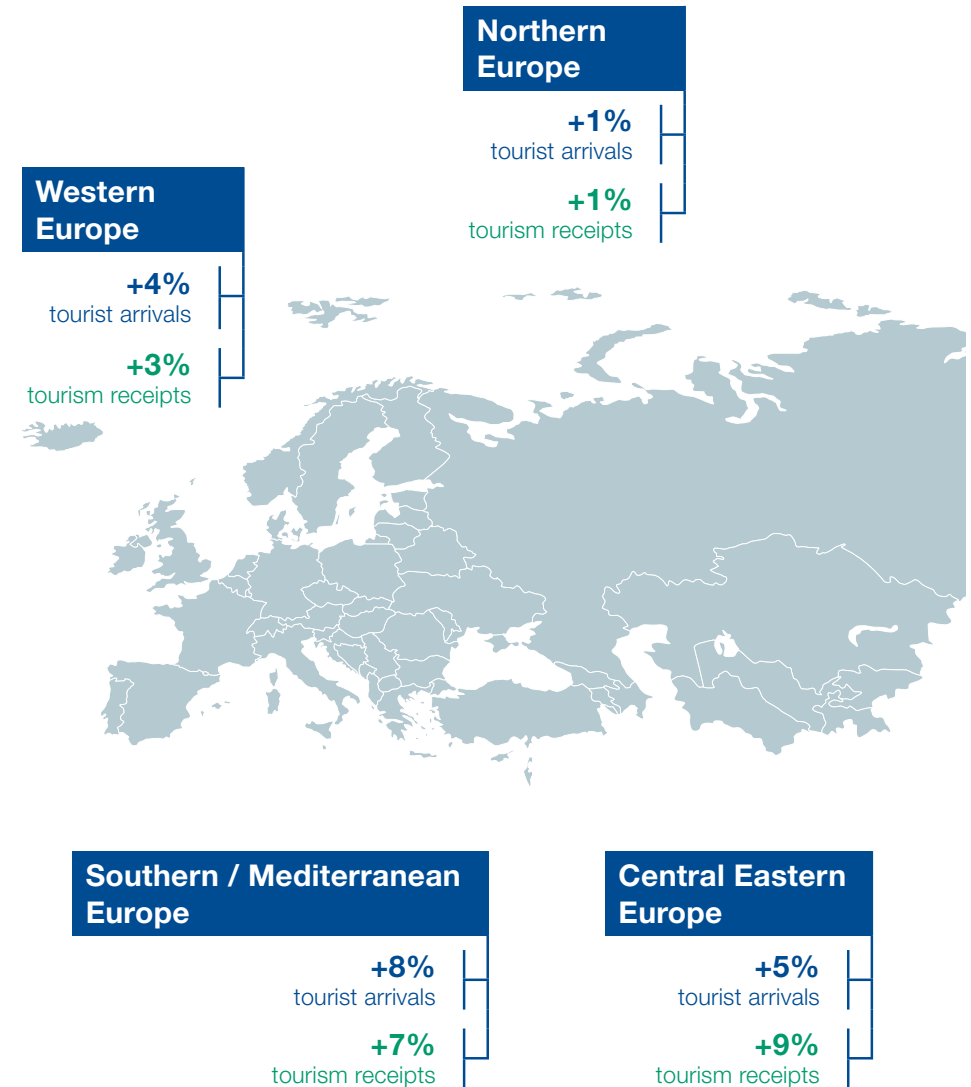 Northern
Europe
+1%
tourist arrivals
+1%
tourism receipts
Western
Europe
+4%
tourist arrivals
+3%
tourism receipts
Southern / Mediterranean
Europe
+8%
tourist arrivals
+7%
tourism receipts
Central Eastern
Europe
+5%
tourist arrivals
+9%
tourism receipts